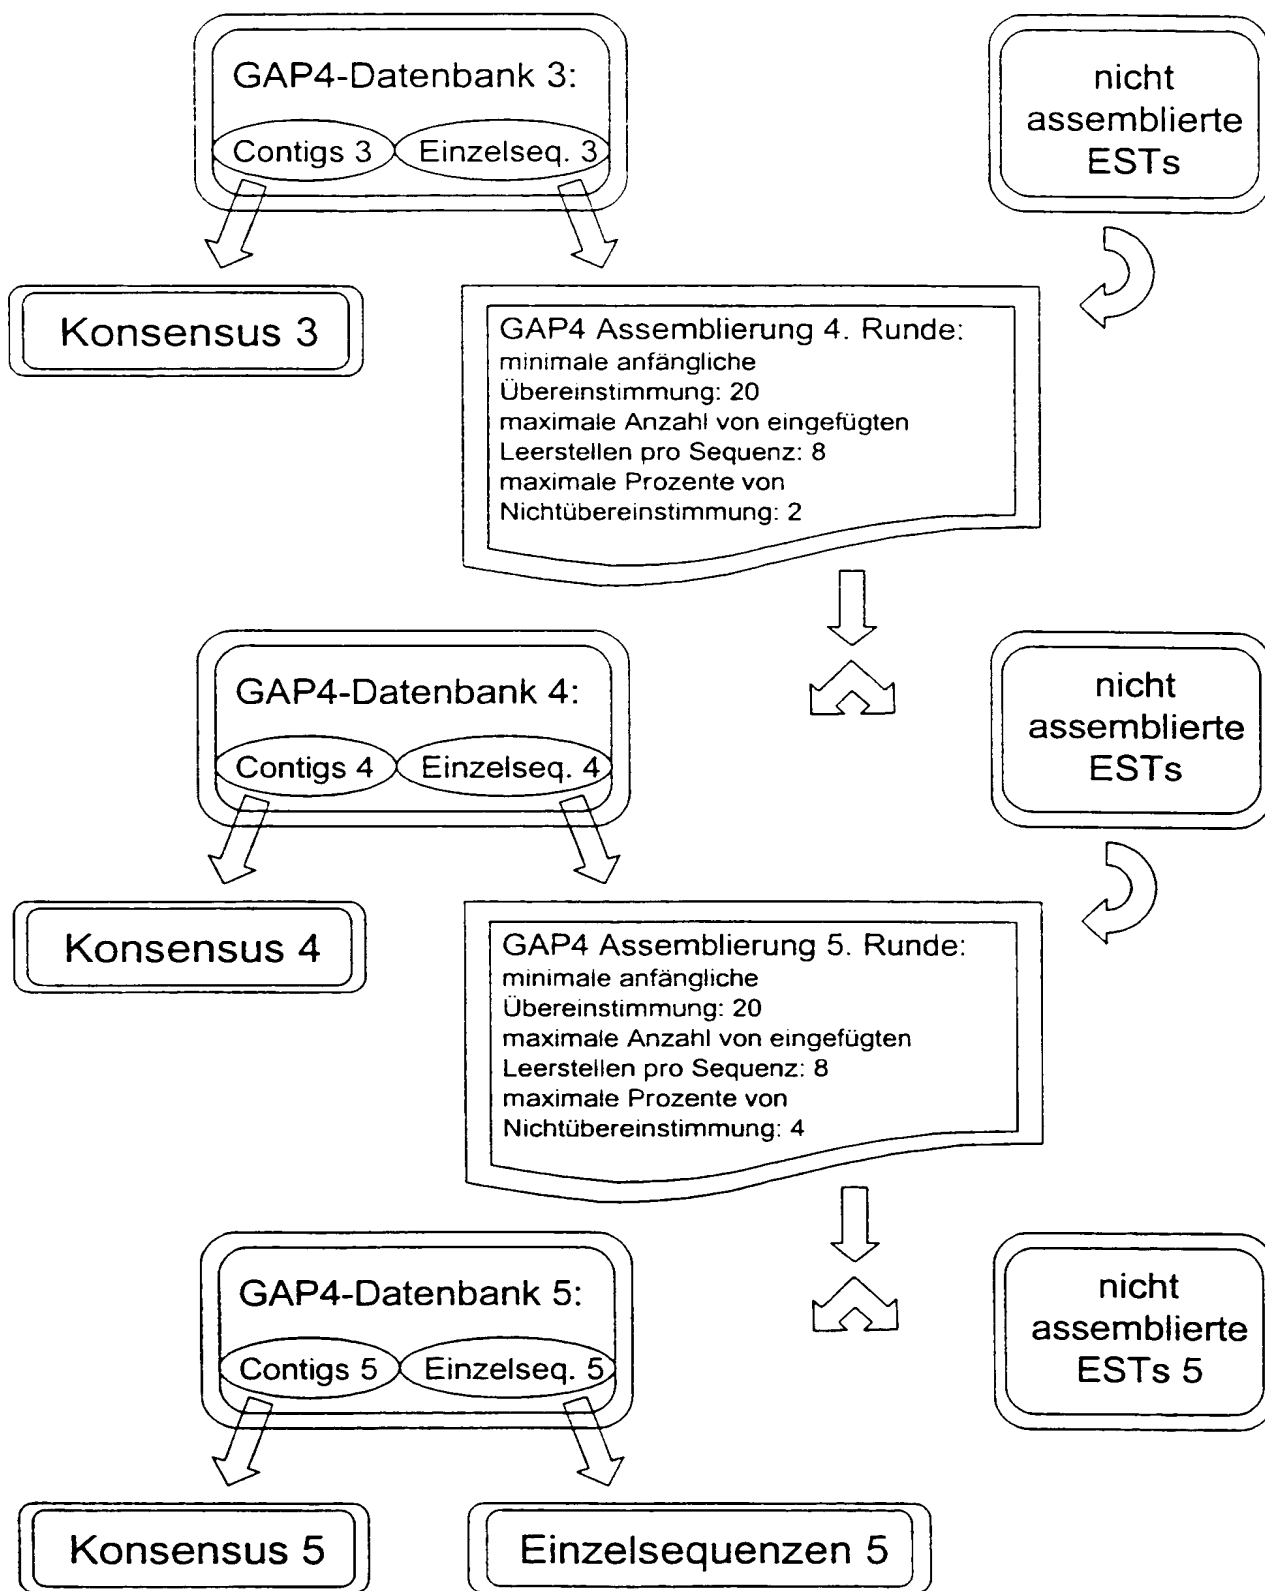 GAP4-Datenbank 3:
Contigs 3
Einzelseq. 3
nicht
assemblierte
ESTs
Konsensus 3
GAP4 Assemblierung 4. Runde:
minimale anfängliche
Übereinstimmung: 20
maximale Anzahl von eingefügten
Leerstellen pro Sequenz: 8
maximale Prozente von
Nichtübereinstimmung: 2
GAP4-Datenbank 4:
Contigs 4
Einzelseq. 4
nicht
assemblierte
ESTs
Konsensus 4
GAP4 Assemblierung 5. Runde:
minimale anfängliche
Übereinstimmung: 20
maximale Anzahl von eingefügten
Leerstellen pro Sequenz: 8
maximale Prozente von
Nichtübereinstimmung: 4
GAP4-Datenbank 5:
Contigs 5
Einzelseq. 5
nicht
assemblierte
ESTs 5
Konsensus 5
Einzelsequenzen 5